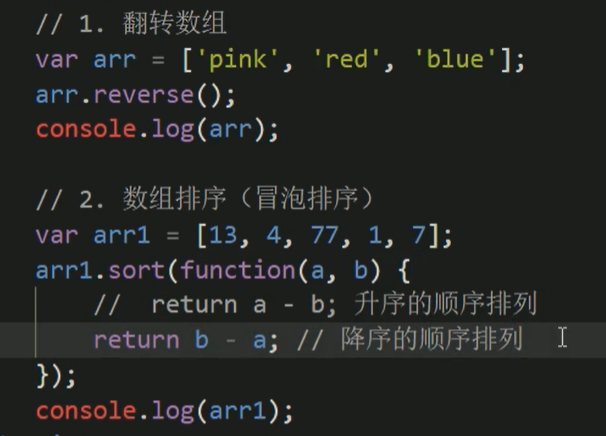 // 1. 翻转数组
var arr = ['pink', 'red', 'blue'];
arr.reverse();
console.log(arr);
// 2. 数组排序（冒泡排序）
var arr1 = [13, 4, 77, 1, 7];
arr1.sort(function(a, b) {
//  return a - b; 升序的顺序排列
return b - a; // 降序的顺序排列
});
console.log(arr1);